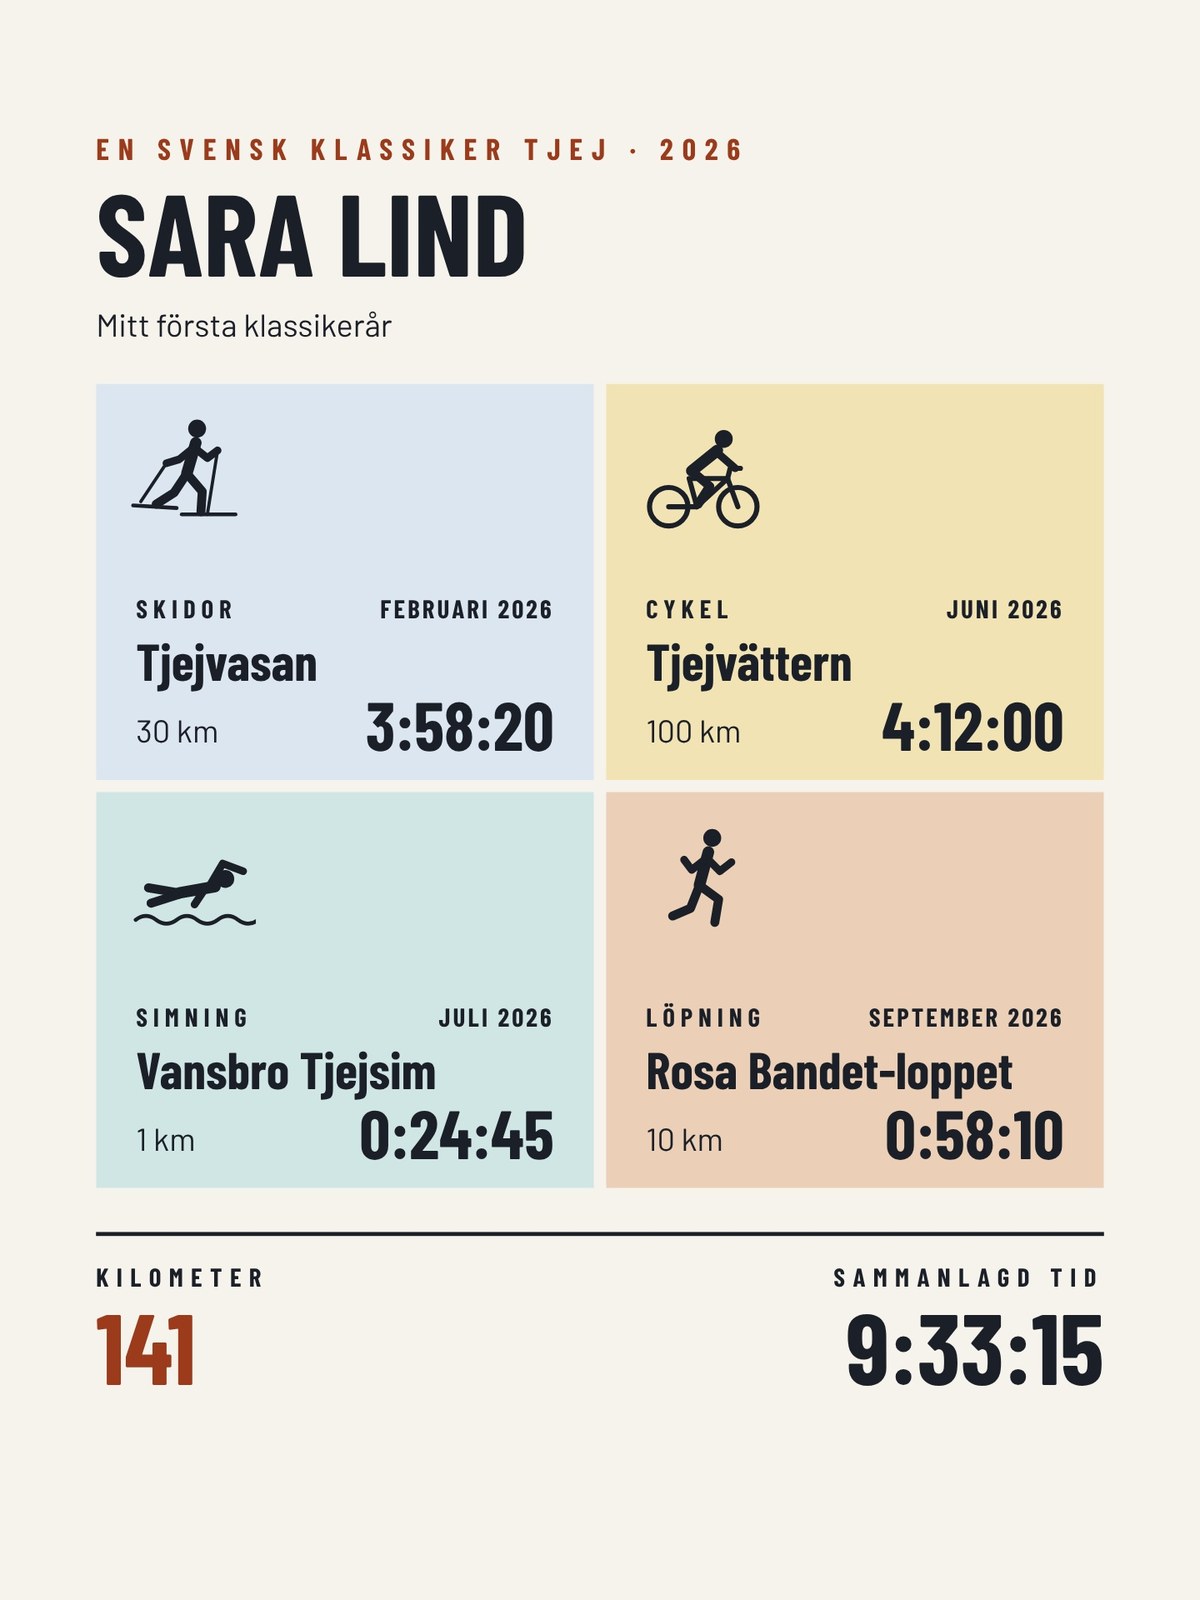 EN SVENSK KLASSIKER TJEJ · 2026
SARA LIND
Mitt första klassikerår
SKIDOR FEBRUARI 2026
Tjejvasan
30 km 3:58:20
CYKEL JUNI 2026
Tjejvättern
100 km 4:12:00
SIMNING JULI 2026
Vansbro Tjejsim
1 km 0:24:45
LÖPNING SEPTEMBER 2026
Rosa Bandet-loppet
10 km 0:58:10
KILOMETER
141
SAMMANLAGD TID
9:33:15